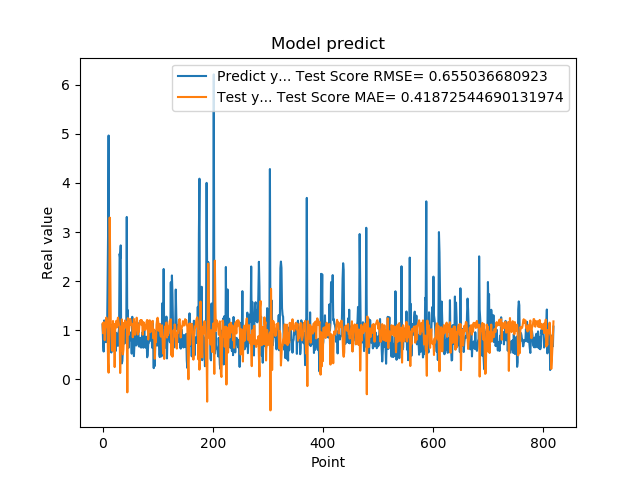 Model predict
Predict y... Test Score RMSE= 0.655036680923
Test y... Test Score MAE= 0.41872544690131974
Real value
6
5
4
3
2
1
0
0 200 400 600 800
Point